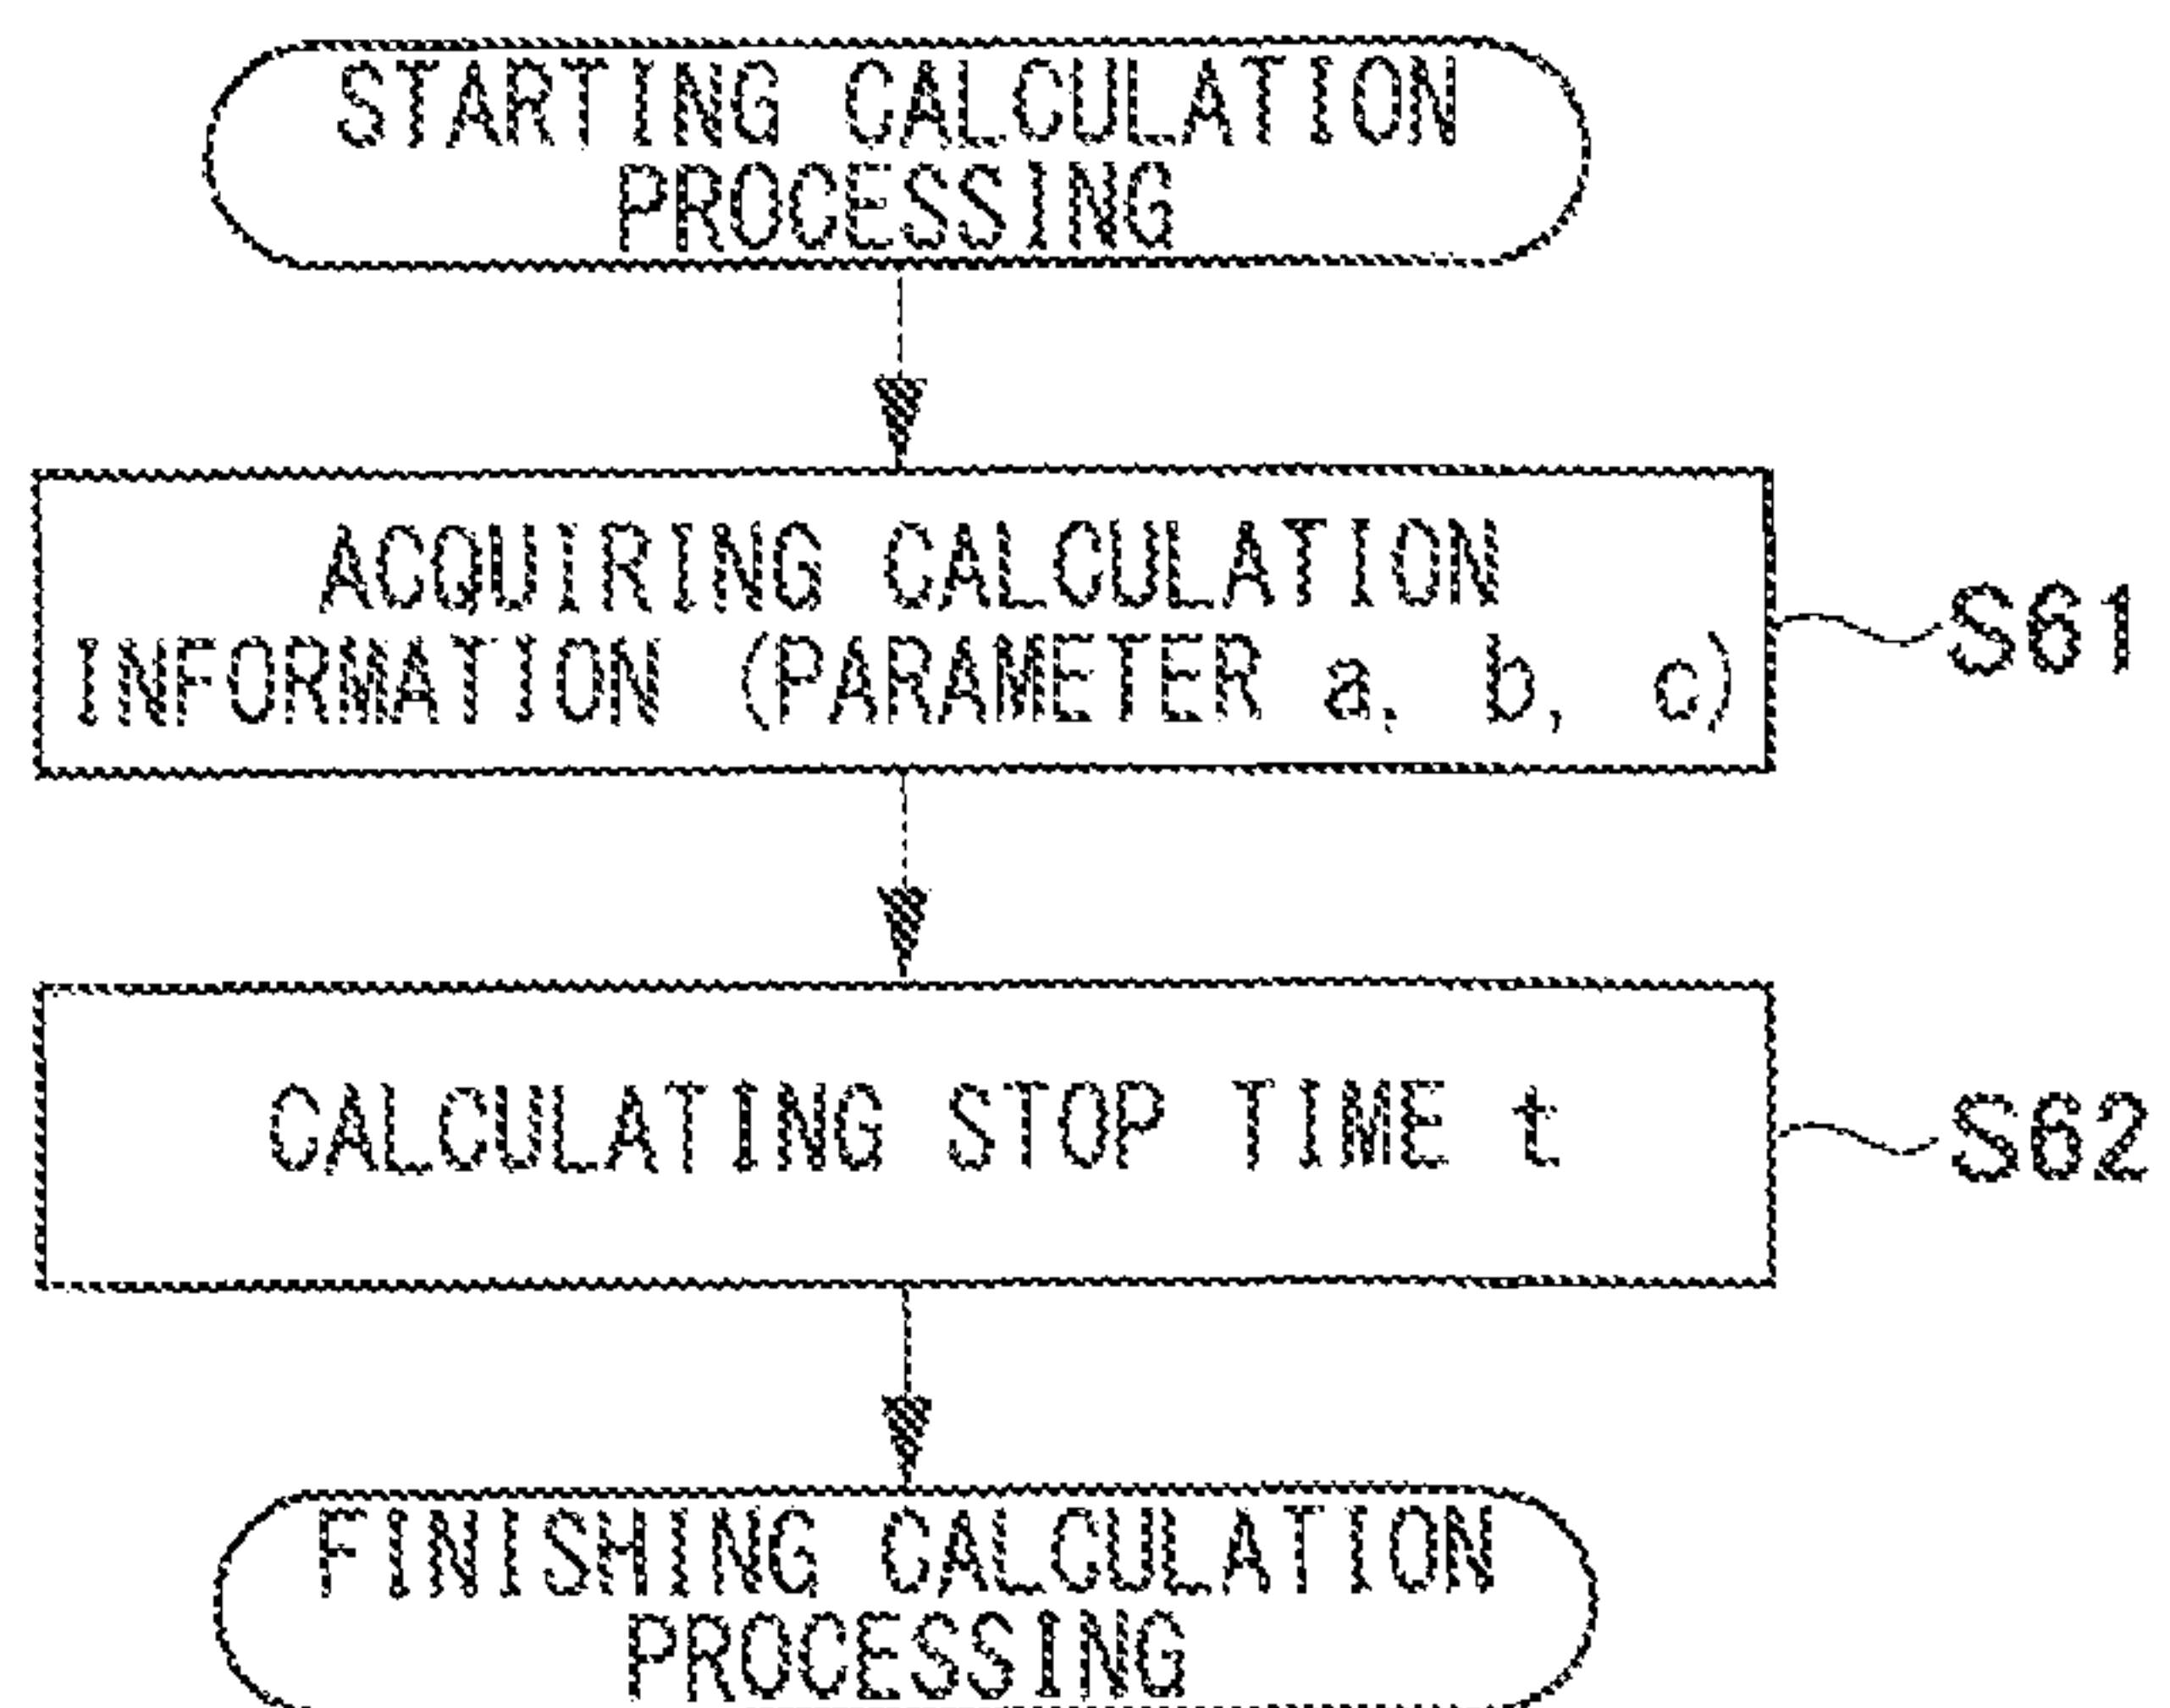 STARTING CALCULATION
PROCESSING
ACQUIRING CALCULATION
INFORMATION (PARAMETER a, b, c)
S61
CALCULATING STOP TIME t
S62
FINISHING CALCULATION
PROCESSING